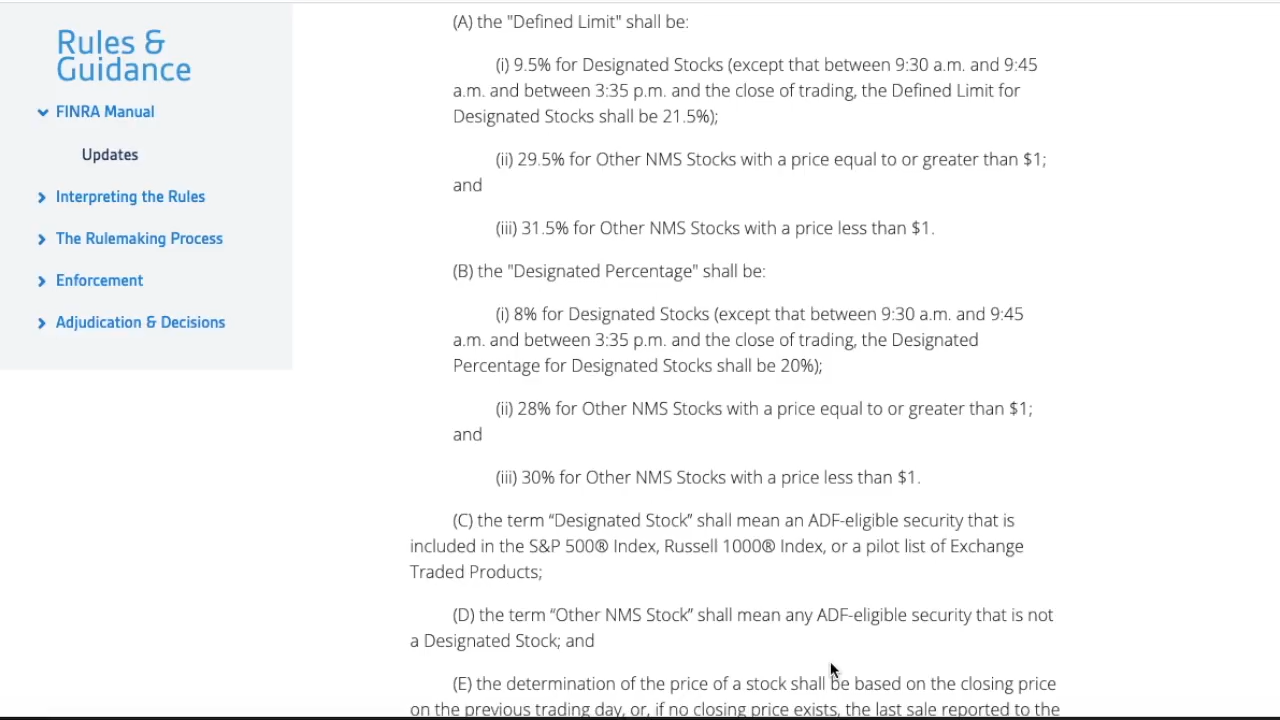 Rules &
Guidance
FINRA Manual
Updates
Interpreting the Rules
The Rulemaking Process
Enforcement
Adjudication & Decisions
(A) the "Defined Limit" shall be:
(i) 9.5% for Designated Stocks (except that between 9:30 a.m. and 9:45
a.m. and between 3:35 p.m. and the close of trading, the Defined Limit for
Designated Stocks shall be 21.5%);
(ii) 29.5% for Other NMS Stocks with a price equal to or greater than $1;
and
(iii) 31.5% for Other NMS Stocks with a price less than $1.
(B) the "Designated Percentage" shall be:
(i) 8% for Designated Stocks (except that between 9:30 a.m. and 9:45
a.m. and between 3:35 p.m. and the close of trading, the Designated
Percentage for Designated Stocks shall be 20%);
(ii) 28% for Other NMS Stocks with a price equal to or greater than $1;
and
(iii) 30% for Other NMS Stocks with a price less than $1.
(C) the term “Designated Stock” shall mean an ADF-eligible security that is
included in the S&P 500® Index, Russell 1000® Index, or a pilot list of Exchange
Traded Products;
(D) the term “Other NMS Stock” shall mean any ADF-eligible security that is not
a Designated Stock; and
(E) the determination of the price of a stock shall be based on the closing price
on the previous trading day, or, if no closing price exists, the last sale reported to the